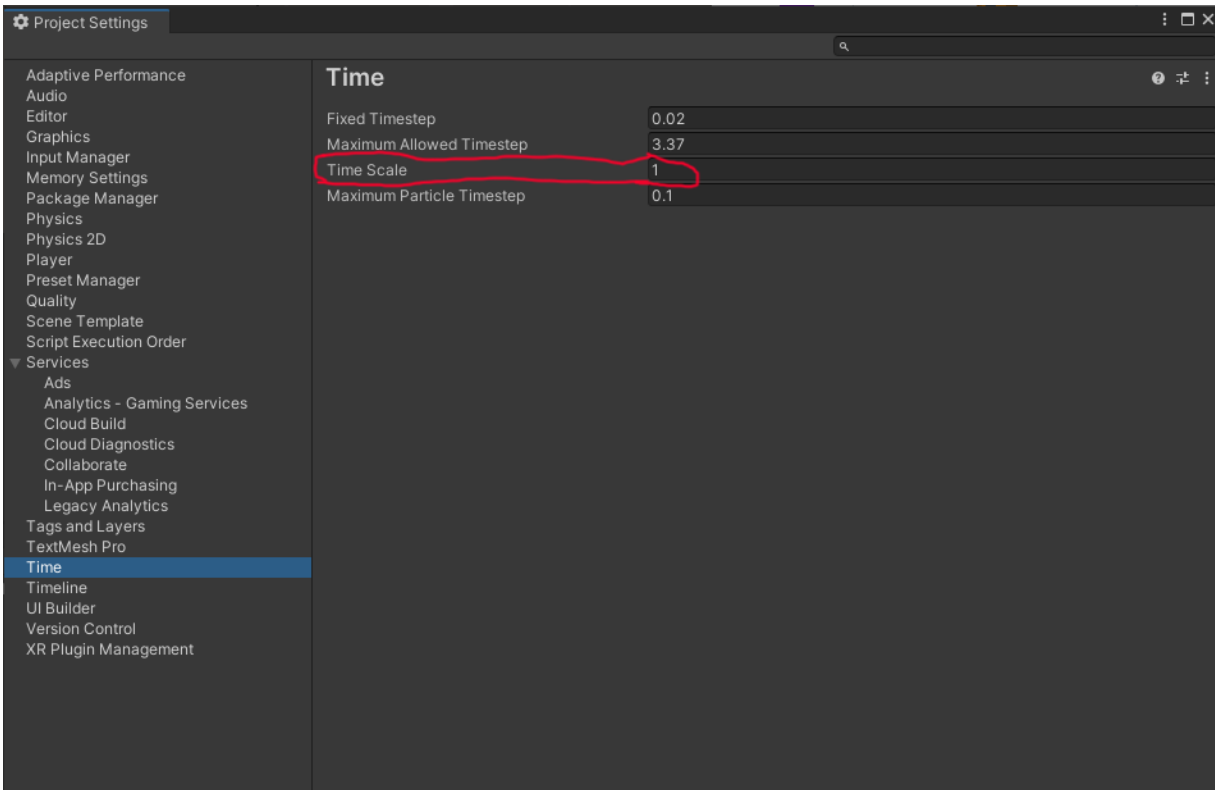 Project Settings
Adaptive Performance
Audio
Editor
Graphics
Input Manager
Memory Settings
Package Manager
Physics
Physics 2D
Player
Preset Manager
Quality
Scene Template
Script Execution Order
Services
Ads
Analytics - Gaming Services
Cloud Build
Cloud Diagnostics
Collaborate
In-App Purchasing
Legacy Analytics
Tags and Layers
TextMesh Pro
Time
Timeline
UI Builder
Version Control
XR Plugin Management
Time
Fixed Timestep 0.02
Maximum Allowed Timestep 3.37
Time Scale 1
Maximum Particle Timestep 0.1